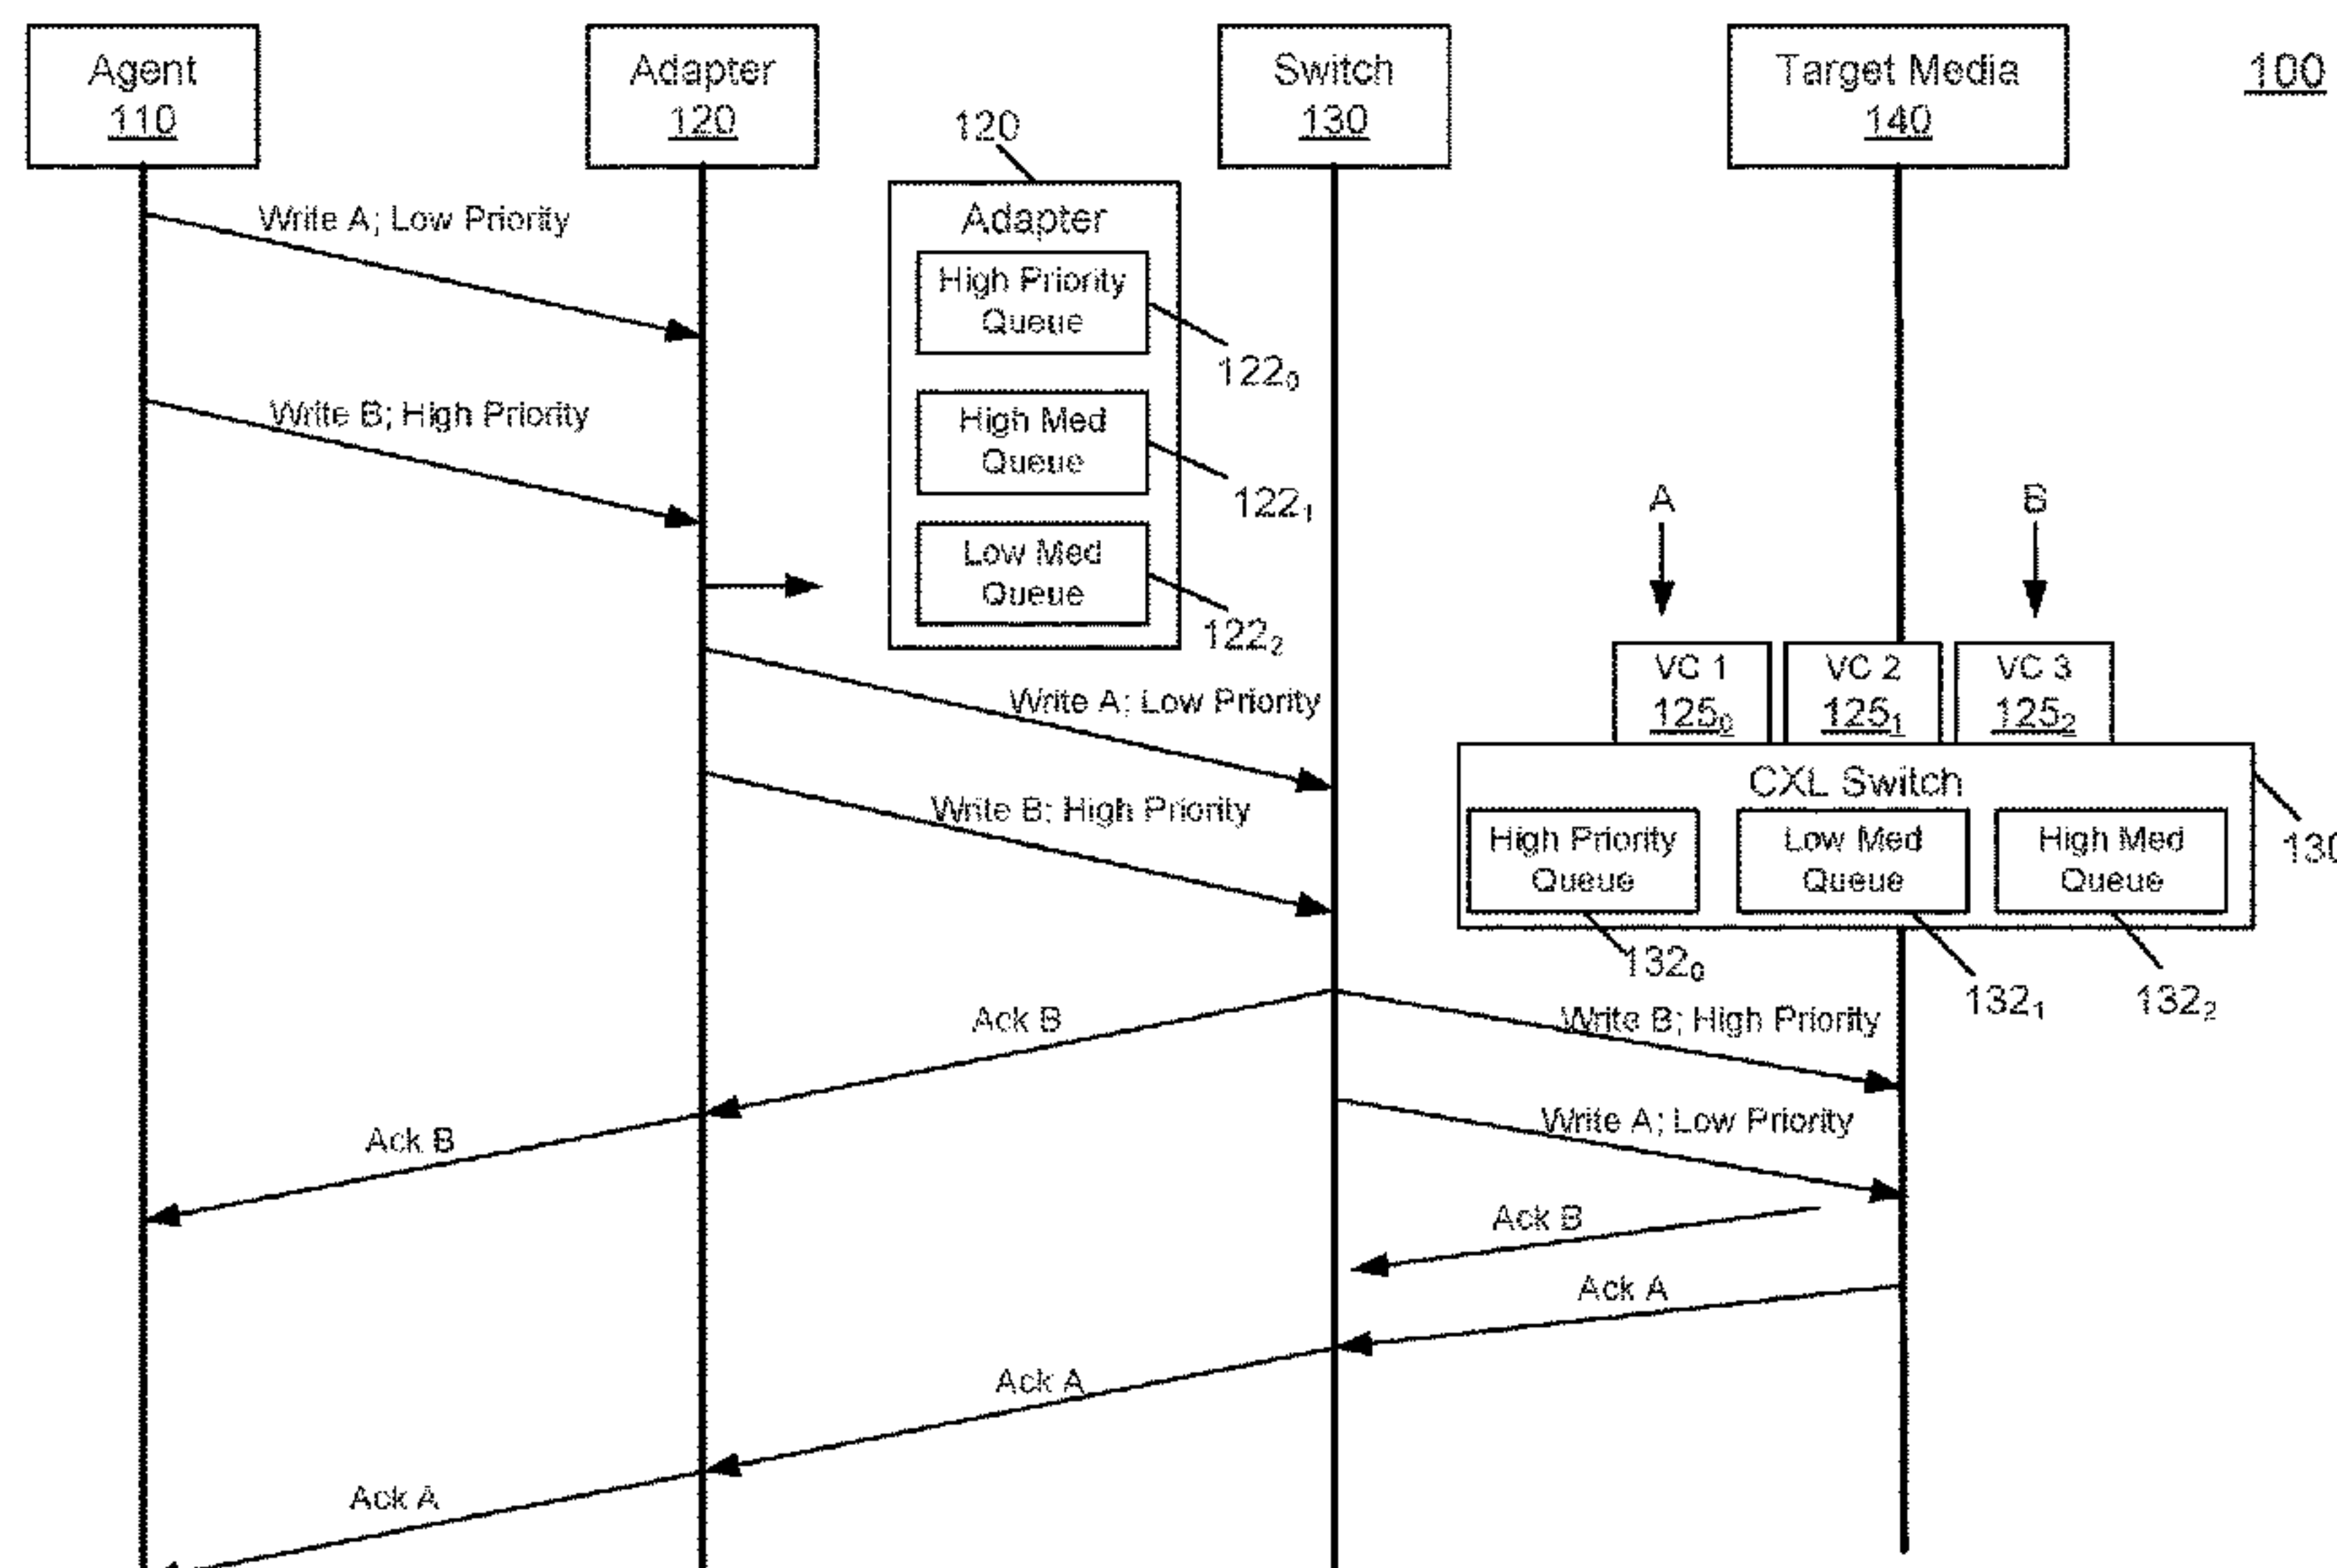 Agent
110
Adapter
120
Switch
130
Target Media
140
100
120
Adapter
High Priority
Queue
122₀
High Med
Queue
122₁
Low Med
Queue
122₂
Write A; Low Priority
Write B; High Priority
A
B
VC 1
125₀
VC 2
125₁
VC 3
125₂
Write A; Low Priority
Write B; High Priority
CXL Switch
High Priority
Queue
Low Med
Queue
High Med
Queue
130
132₀
132₁
132₂
Ack B
Write B; High Priority
Ack B
Write A; Low Priority
Ack B
Ack A
Ack A
Ack A